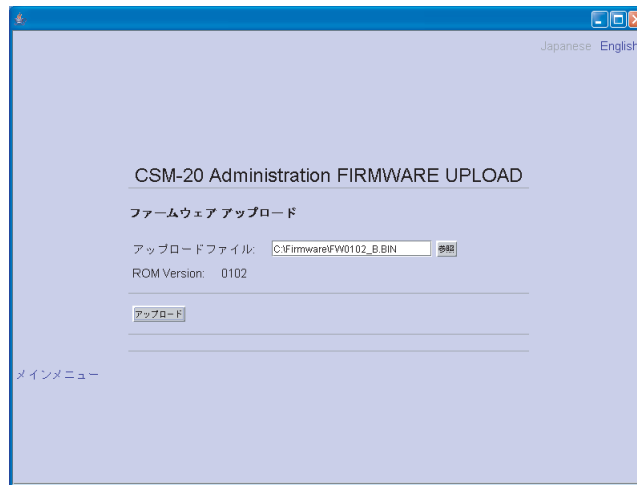 Japanese English
CSM-20 Administration FIRMWARE UPLOAD
ファームウェア アップロード
アップロードファイル: C:\Firmware\FW0102_B.BIN 参照
ROM Version: 0102
アップロード
メインメニュー